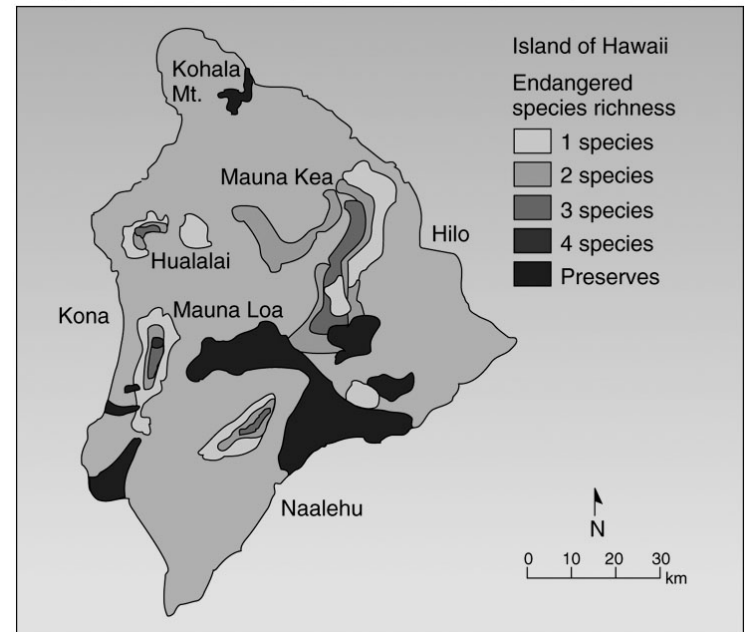 Island of Hawaii
Endangered
species richness
1 species
2 species
3 species
4 species
Preserves
Kohala
Mt.
Mauna Kea
Hilo
Hualalai
Kona
Mauna Loa
Naalehu
N
0 10 20 30
km